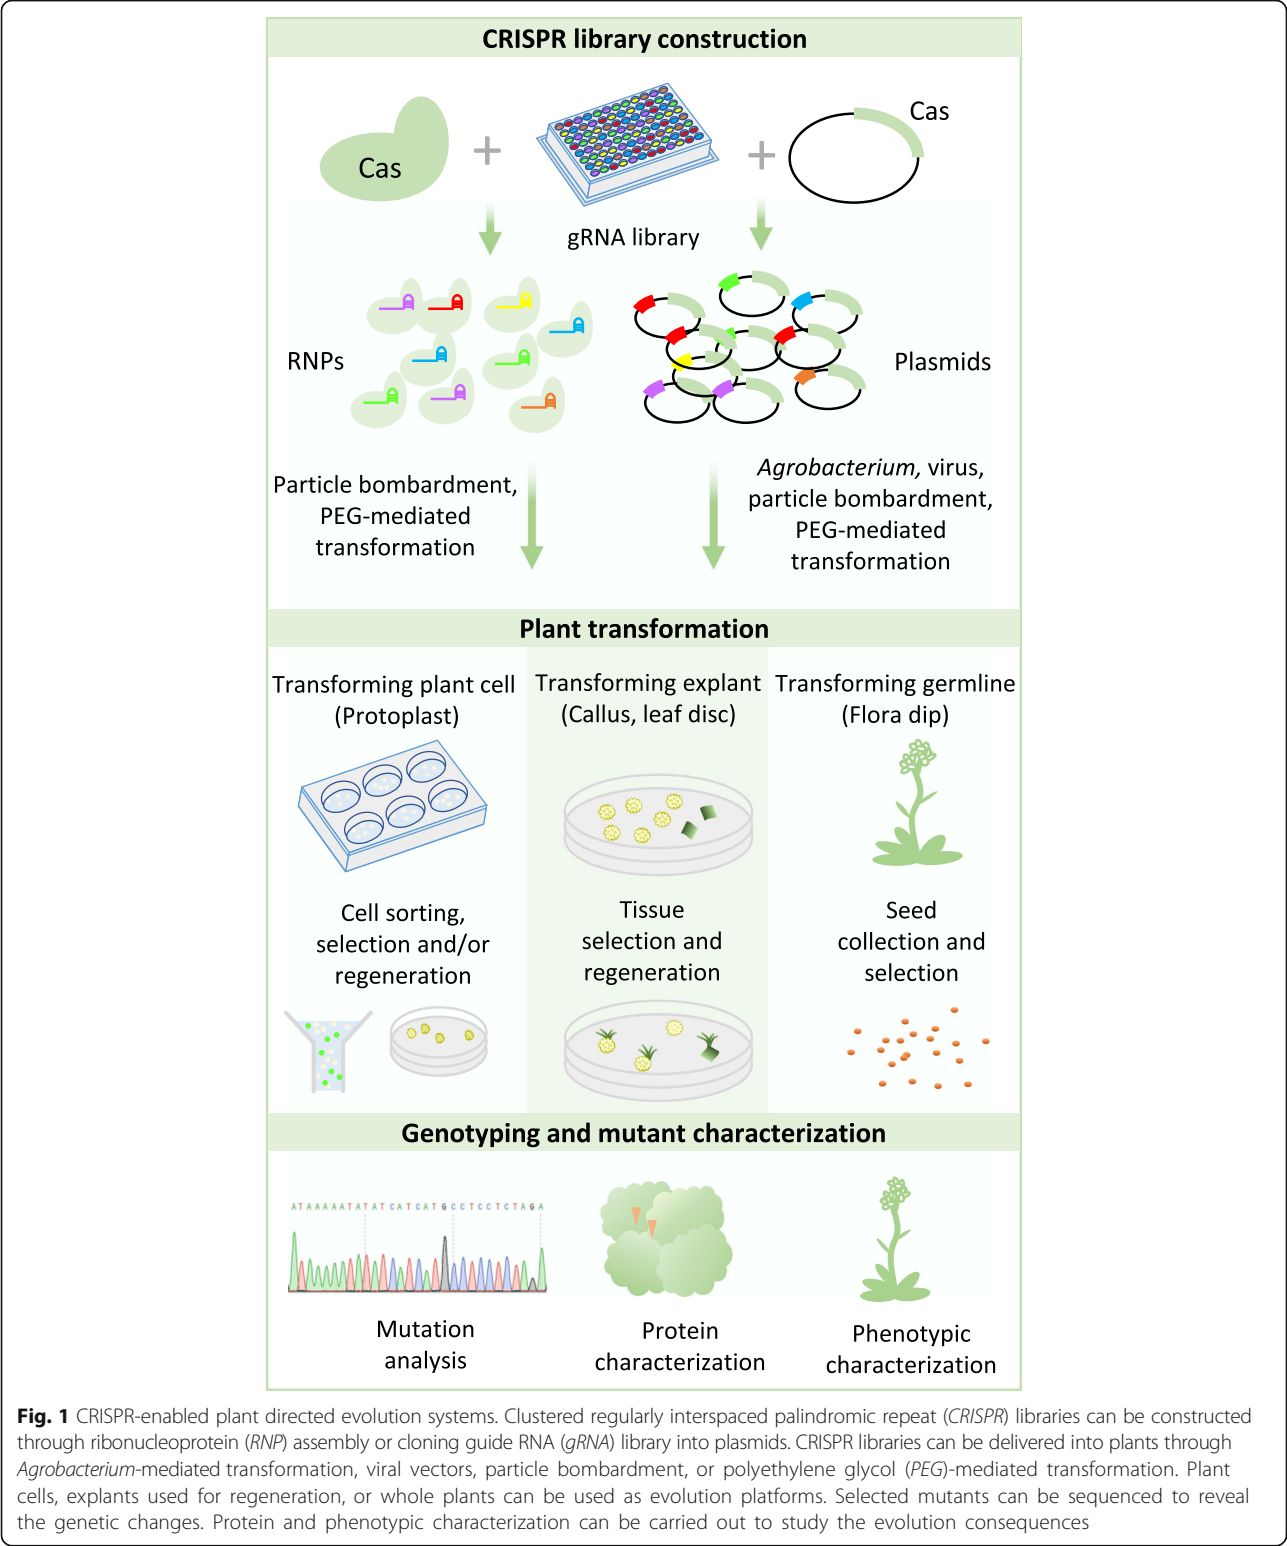 CRISPR library construction
Cas
Cas
gRNA library
RNPs
Plasmids
Particle bombardment,
PEG-mediated
transformation
Agrobacterium, virus,
particle bombardment,
PEG-mediated
transformation
Plant transformation
Transforming plant cell
(Protoplast)
Transforming explant
(Callus, leaf disc)
Transforming germline
(Flora dip)
Cell sorting,
selection and/or
regeneration
Tissue
selection and
regeneration
Seed
collection and
selection
Genotyping and mutant characterization
ATAAAAATATATCATCATGCCTCCTCTAGA
Mutation
analysis
Protein
characterization
Phenotypic
characterization
Fig. 1 CRISPR-enabled plant directed evolution systems. Clustered regularly interspaced palindromic repeat (CRISPR) libraries can be constructed
through ribonucleoprotein (RNP) assembly or cloning guide RNA (gRNA) library into plasmids. CRISPR libraries can be delivered into plants through
Agrobacterium-mediated transformation, viral vectors, particle bombardment, or polyethylene glycol (PEG)-mediated transformation. Plant
cells, explants used for regeneration, or whole plants can be used as evolution platforms. Selected mutants can be sequenced to reveal
the genetic changes. Protein and phenotypic characterization can be carried out to study the evolution consequences